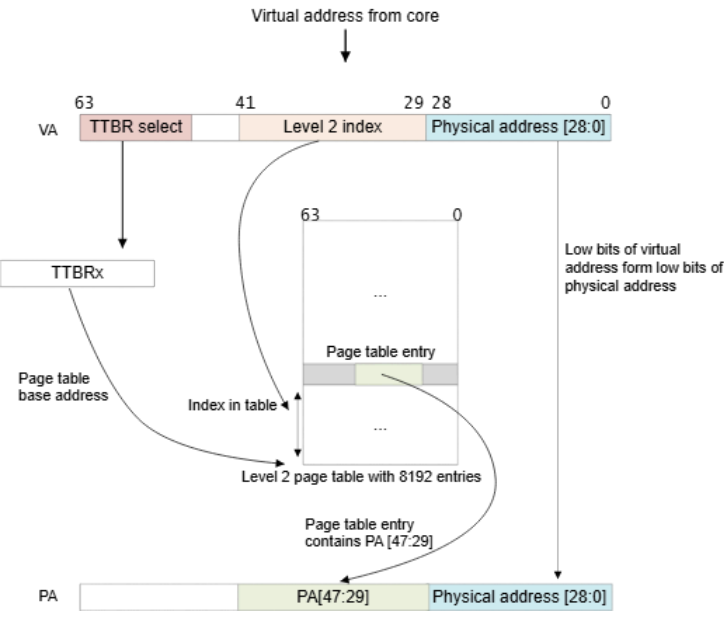 Virtual address from core
63 41 29 28 0
VA TTBR select Level 2 index Physical address [28:0]
63 0
TTBRx
Low bits of virtual
address form low bits of
physical address
...
Page table entry
Page table
base address
Index in table
...
Level 2 page table with 8192 entries
Page table entry
contains PA [47:29]
PA PA[47:29] Physical address [28:0]